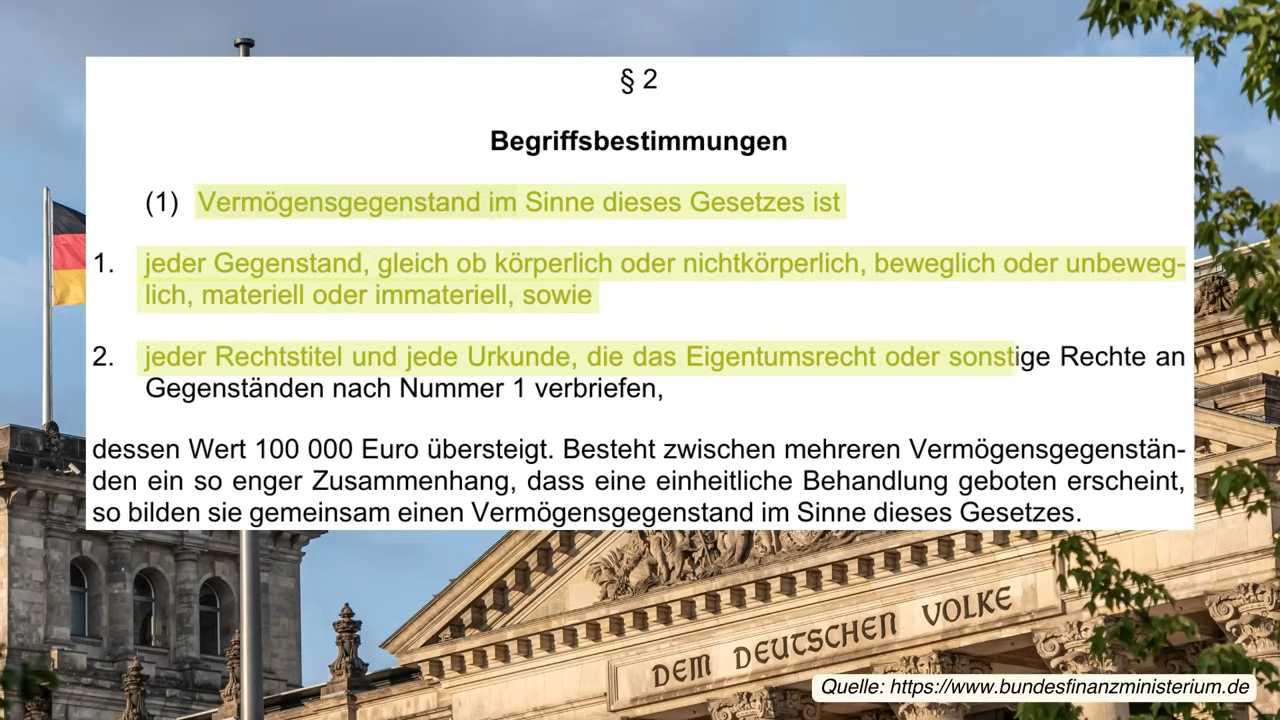 § 2
Begriffsbestimmungen
(1) Vermögensgegenstand im Sinne dieses Gesetzes ist
1. jeder Gegenstand, gleich ob körperlich oder nichtkörperlich, beweglich oder unbeweg-
lich, materiell oder immateriell, sowie
2. jeder Rechtstitel und jede Urkunde, die das Eigentumsrecht oder sonstige Rechte an
Gegenständen nach Nummer 1 verbriefen,
dessen Wert 100 000 Euro übersteigt. Besteht zwischen mehreren Vermögensgegenstän-
den ein so enger Zusammenhang, dass eine einheitliche Behandlung geboten erscheint,
so bilden sie gemeinsam einen Vermögensgegenstand im Sinne dieses Gesetzes.
DEM DEUTSCHEN VOLKE
Quelle: https://www.bundesfinanzministerium.de